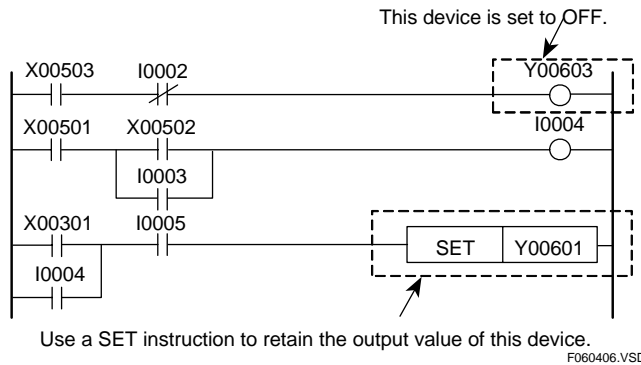 This device is set to OFF.
X00503 I0002 Y00603
X00501 X00502 I0004
I0003
X00301 I0005
SET Y00601
I0004
Use a SET instruction to retain the output value of this device.
F060406.VSD